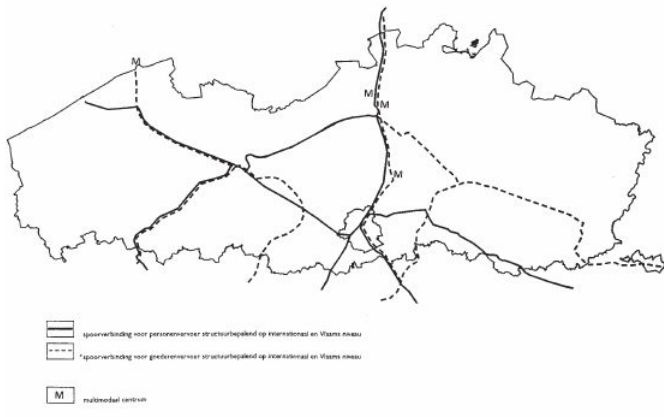 M
M
M
M
spoorverbinding voor personenvervoer structuurbepalend op internationaal en Vlaams niveau
spoorverbinding voor goederenvervoer structuurbepalend op internationaal en Vlaams niveau
M multimodaal centrum